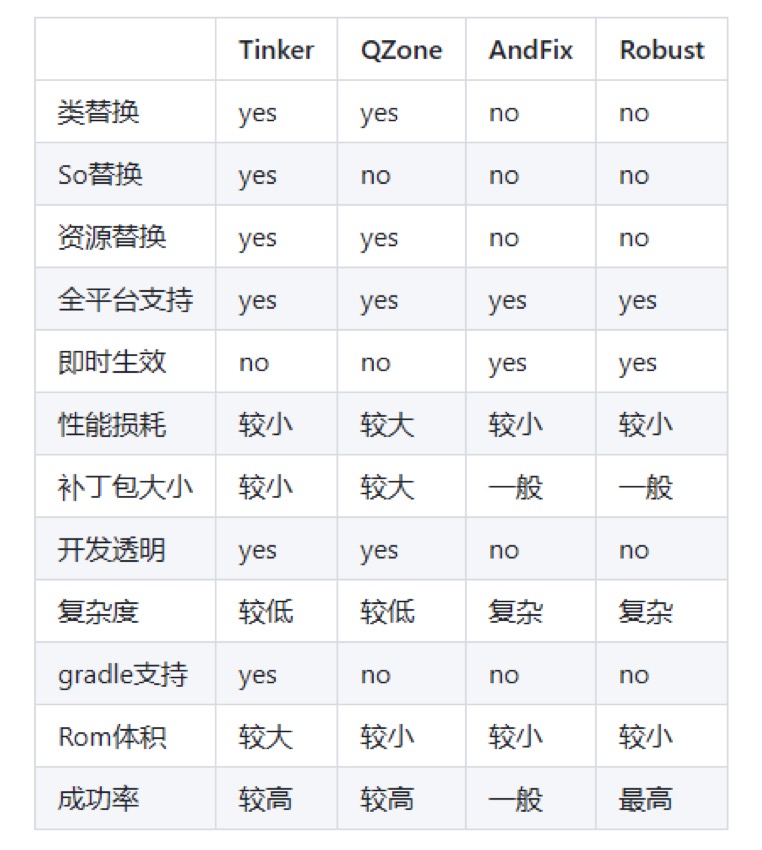 Tinker QZone AndFix Robust
类替换 yes yes no no
So替换 yes no no no
资源替换 yes yes no no
全平台支持 yes yes yes yes
即时生效 no no yes yes
性能损耗 较小 较大 较小 较小
补丁包大小 较小 较大 一般 一般
开发透明 yes yes no no
复杂度 较低 较低 复杂 复杂
gradle支持 yes no no no
Rom体积 较大 较小 较小 较小
成功率 较高 较高 一般 最高